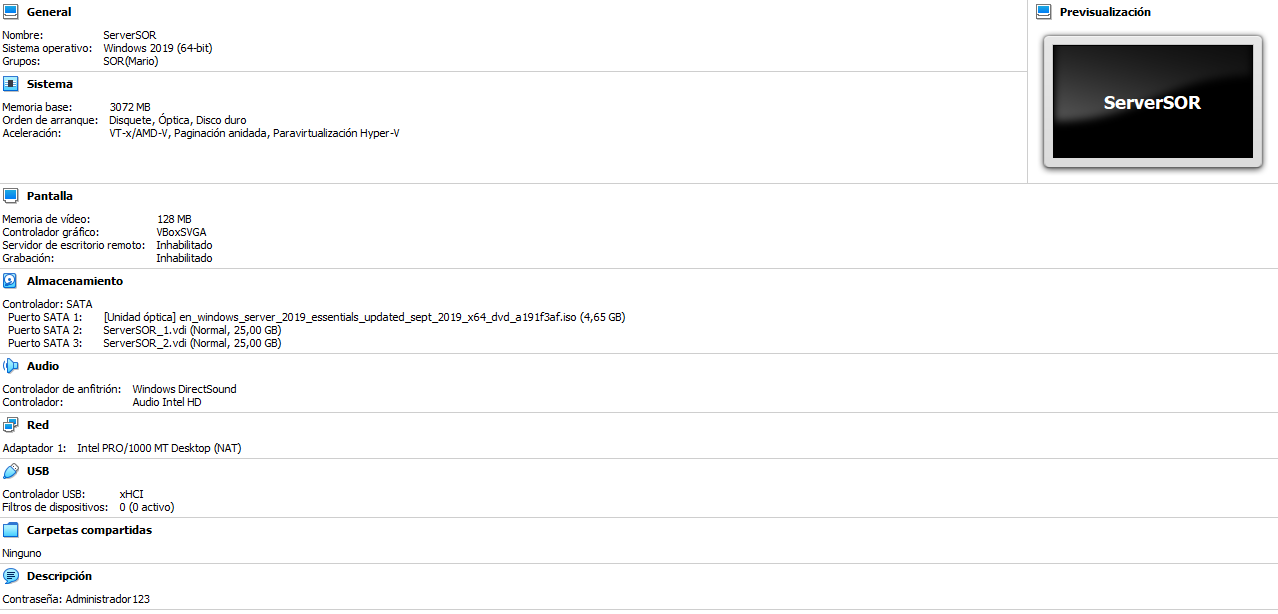 General
Nombre: ServerSOR
Sistema operativo: Windows 2019 (64-bit)
Grupos: SOR(Mario)
Sistema
Memoria base: 3072 MB
Orden de arranque: Disquete, Óptica, Disco duro
Aceleración: VT-x/AMD-V, Paginación anidada, Paravirtualización Hyper-V
Previsualización
ServerSOR
Pantalla
Memoria de vídeo: 128 MB
Controlador gráfico: VBoxSVGA
Servidor de escritorio remoto: Inhabilitado
Grabación: Inhabilitado
Almacenamiento
Controlador: SATA
Puerto SATA 1: [Unidad óptica] en_windows_server_2019_essentials_updated_sept_2019_x64_dvd_a191f3af.iso (4,65 GB)
Puerto SATA 2: ServerSOR_1.vdi (Normal, 25,00 GB)
Puerto SATA 3: ServerSOR_2.vdi (Normal, 25,00 GB)
Audio
Controlador de anfitrión: Windows DirectSound
Controlador: Audio Intel HD
Red
Adaptador 1: Intel PRO/1000 MT Desktop (NAT)
USB
Controlador USB: xHCI
Filtros de dispositivos: 0 (0 activo)
Carpetas compartidas
Ninguno
Descripción
Contraseña: Administrador123